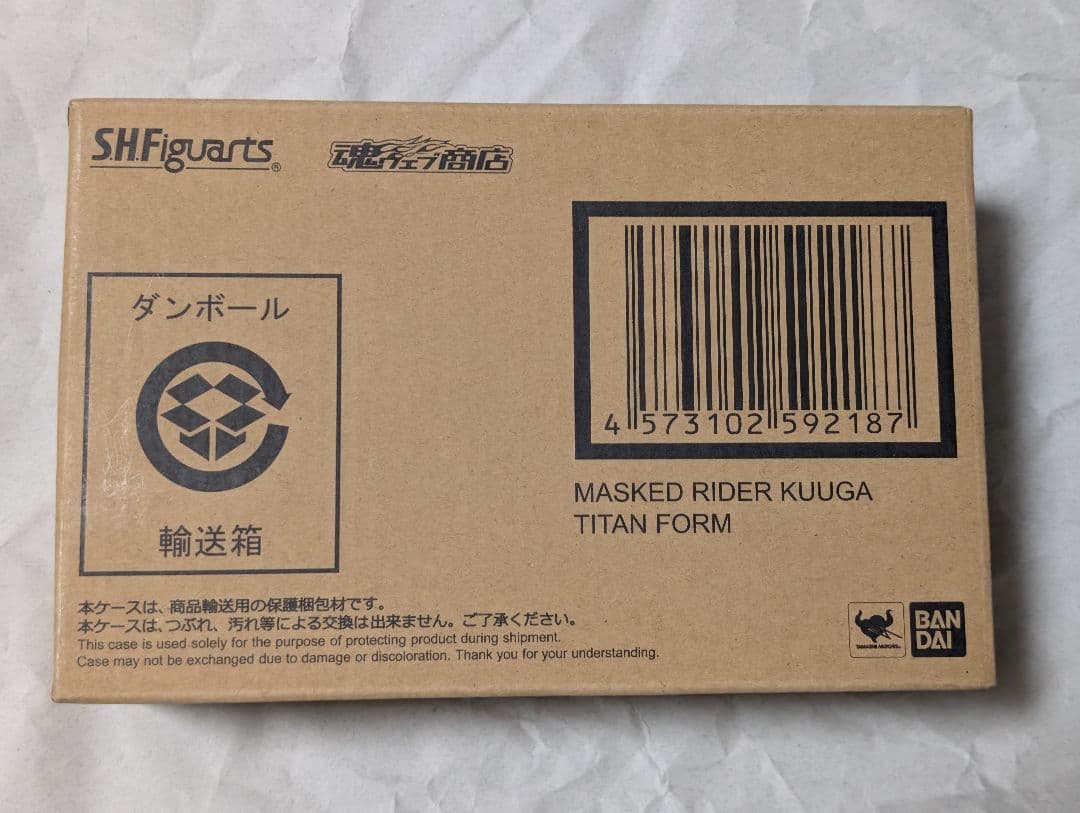 S.H.Figuarts®
魂ウェブ商店
ダンボール
輸送箱
4 573102 592187
MASKED RIDER KUUGA
TITAN FORM
本ケースは、商品輸送用の保護梱包材です。
本ケースは、つぶれ、汚れ等による交換は出来ません。ご了承ください。
This case is used solely for the purpose of protecting product during shipment.
Case may not be exchanged due to damage or discoloration. Thank you for your understanding.
TAMASHII NATIONS
BAN
DAI